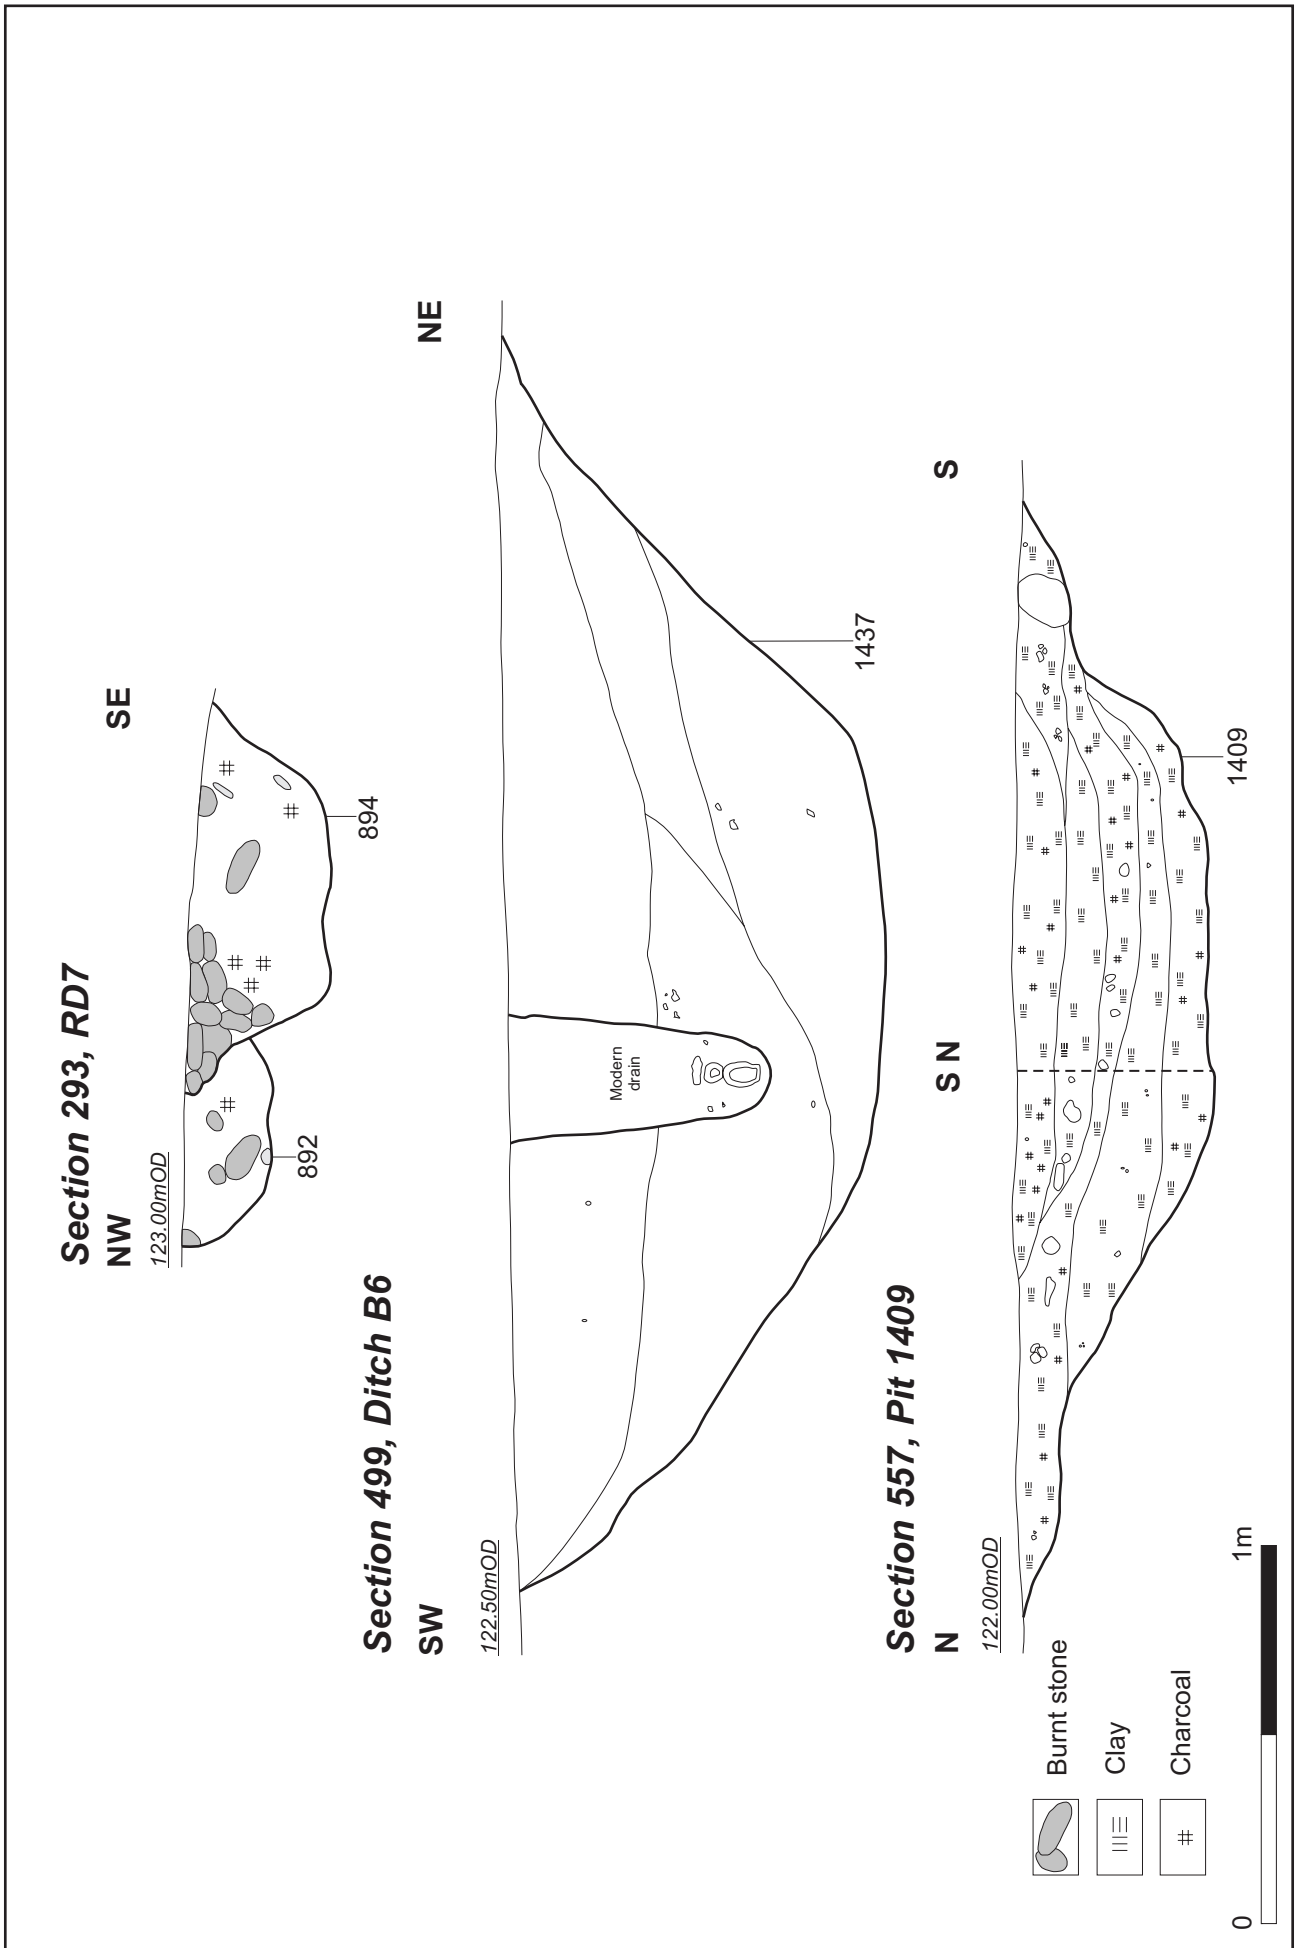 Section 293, RD7
NW SE
123.00mOD
892
894
Section 499, Ditch B6
SW NE
122.50mOD
Modern
drain
1437
Section 557, Pit 1409
N S N S
122.00mOD
1409
Burnt stone
Clay
Charcoal
0 1m